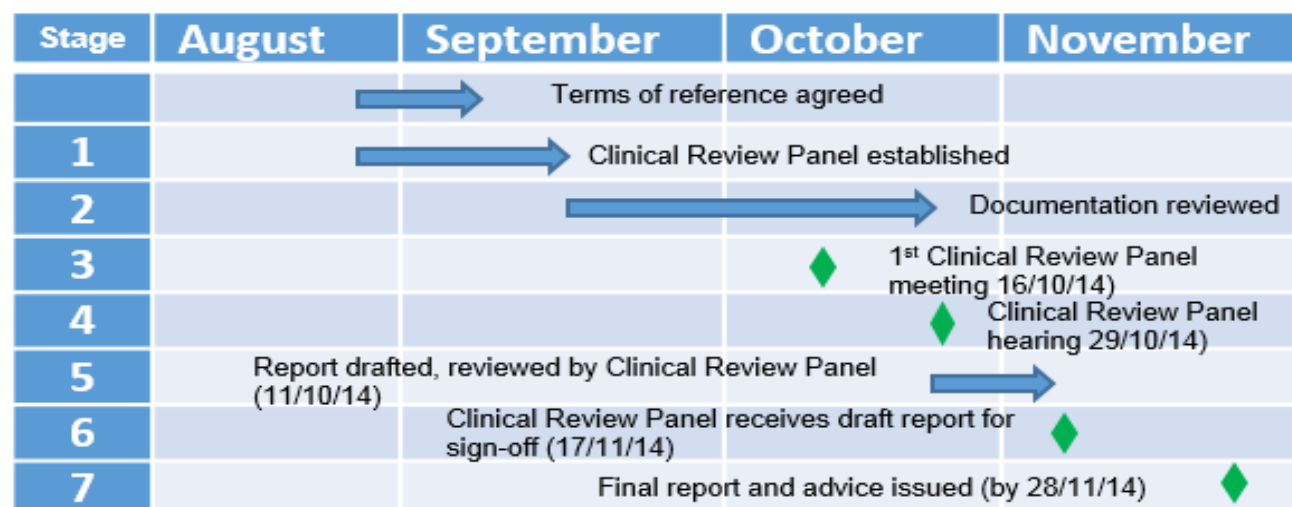 Stage August September October November
Terms of reference agreed
1 Clinical Review Panel established
2 Documentation reviewed
3 1st Clinical Review Panel
meeting 16/10/14)
4 Clinical Review Panel
hearing 29/10/14)
5 Report drafted, reviewed by Clinical Review Panel
(11/10/14)
6 Clinical Review Panel receives draft report for
sign-off (17/11/14)
7 Final report and advice issued (by 28/11/14)